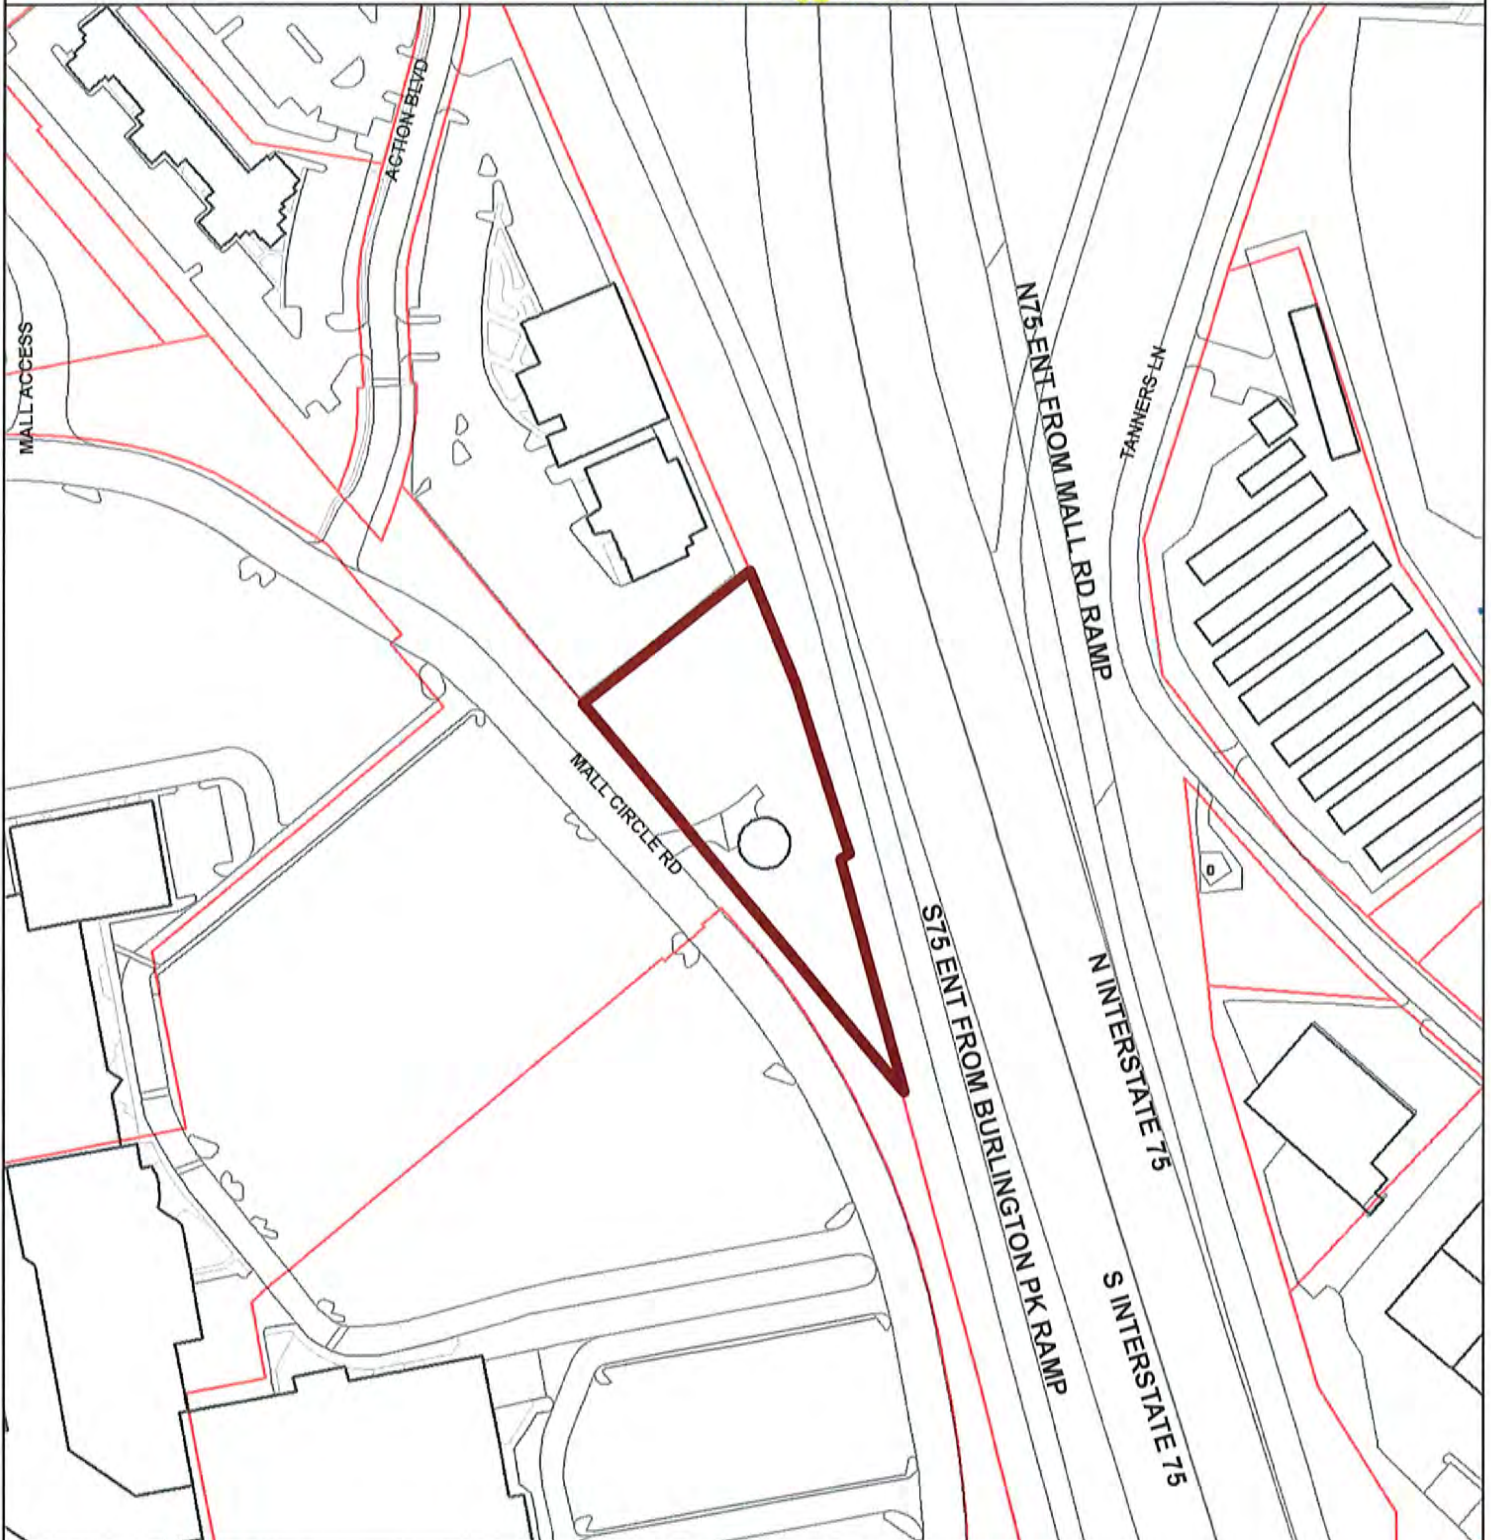 ACTION BLVD
MALL ACCESS
N75 ENT FROM MALL RD RAMP
TANNERS LN
MALL CIRCLE RD
S75 ENT FROM BURLINGTON PK RAMP
N INTERSTATE 75
S INTERSTATE 75